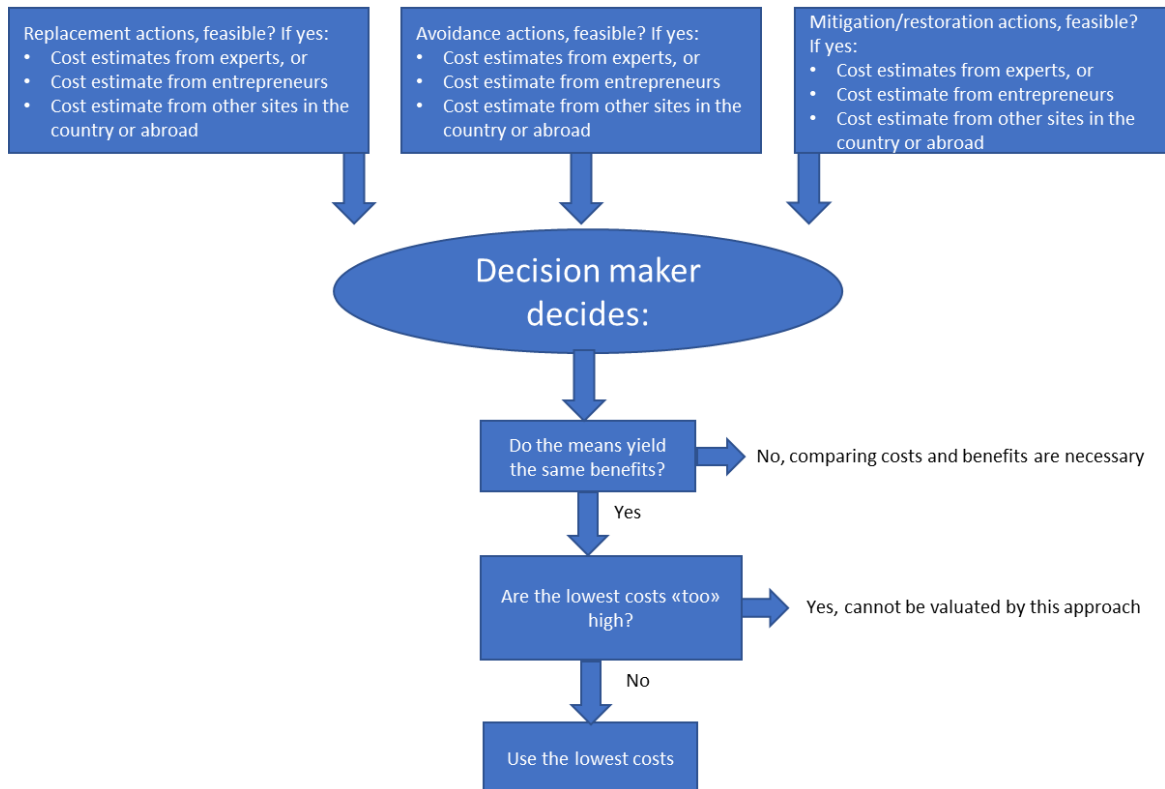 Replacement actions, feasible? If yes:
• Cost estimates from experts, or
• Cost estimate from entrepreneurs
• Cost estimate from other sites in the
country or abroad
Avoidance actions, feasible? If yes:
• Cost estimates from experts, or
• Cost estimate from entrepreneurs
• Cost estimate from other sites in the
country or abroad
Mitigation/restoration actions, feasible?
If yes:
• Cost estimates from experts, or
• Cost estimate from entrepreneurs
• Cost estimate from other sites in the
country or abroad
Decision maker
decides:
Do the means yield
the same benefits?
No, comparing costs and benefits are necessary
Yes
Are the lowest costs «too»
high?
Yes, cannot be valuated by this approach
No
Use the lowest costs